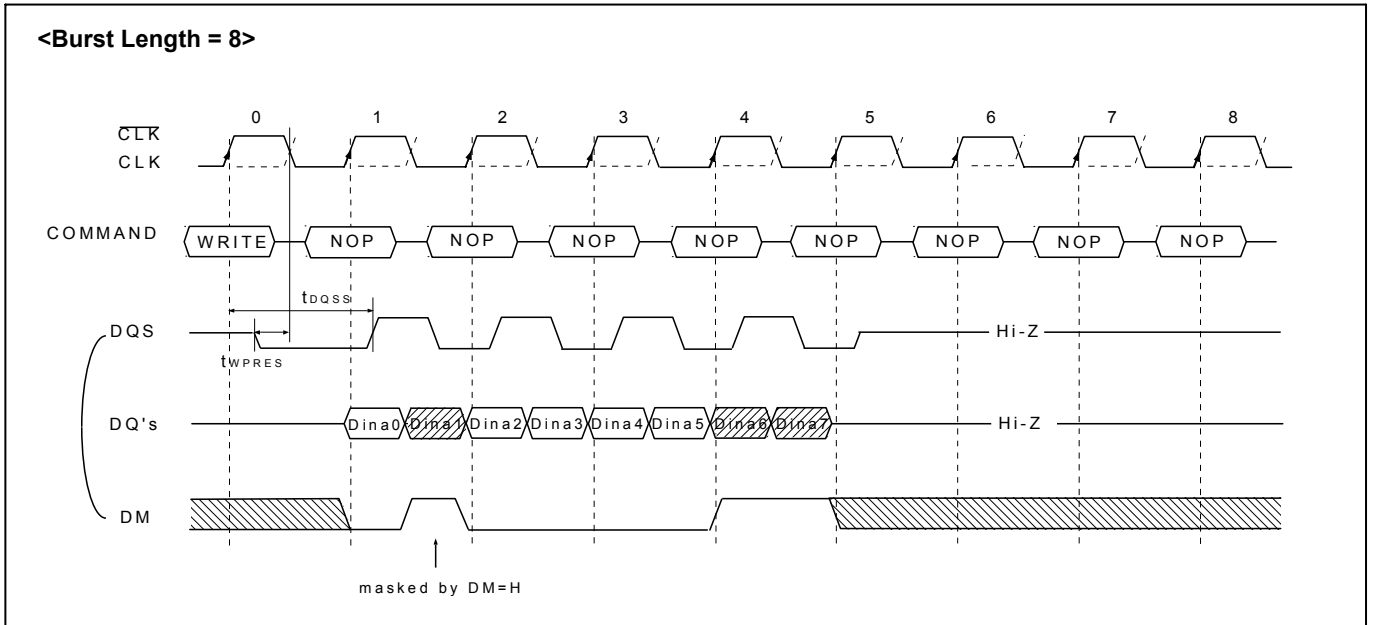 <Burst Length = 8>
0 1 2 3 4 5 6 7 8
CLK
CLK
COMMAND WRITE NOP NOP NOP NOP NOP NOP NOP NOP
tDQSS
DQS Hi-Z
tWPRES
DQ's Dina0 Dina1 Dina2 Dina3 Dina4 Dina5 Dina6 Dina7 Hi-Z
DM
masked by DM=H